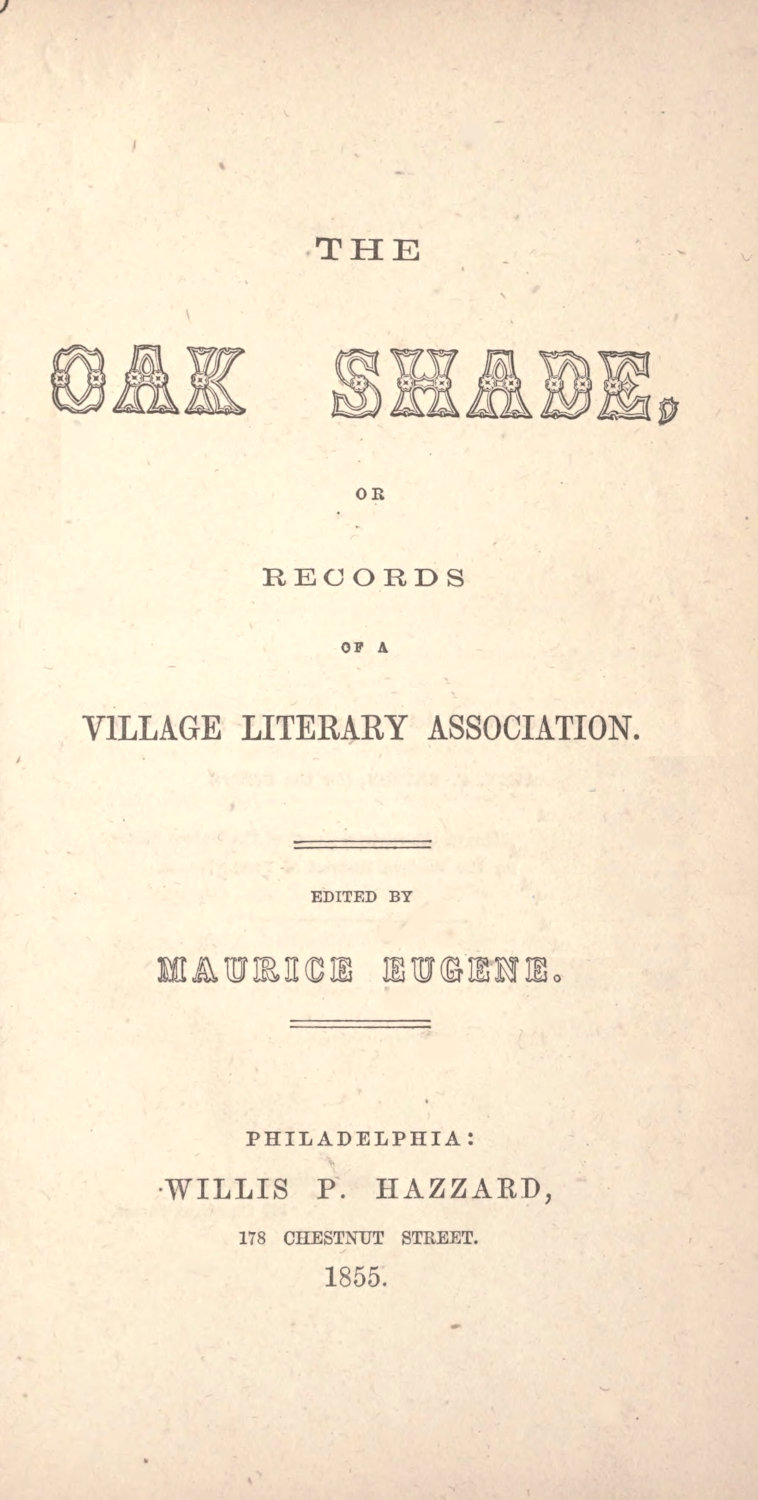 THE
OAK SHADE,
OR
RECORDS
OF A
VILLAGE LITERARY ASSOCIATION.
EDITED BY
MAURICE EUGENE.
PHILADELPHIA:
WILLIS P. HAZZARD,
178 CHESTNUT STREET.
1855.